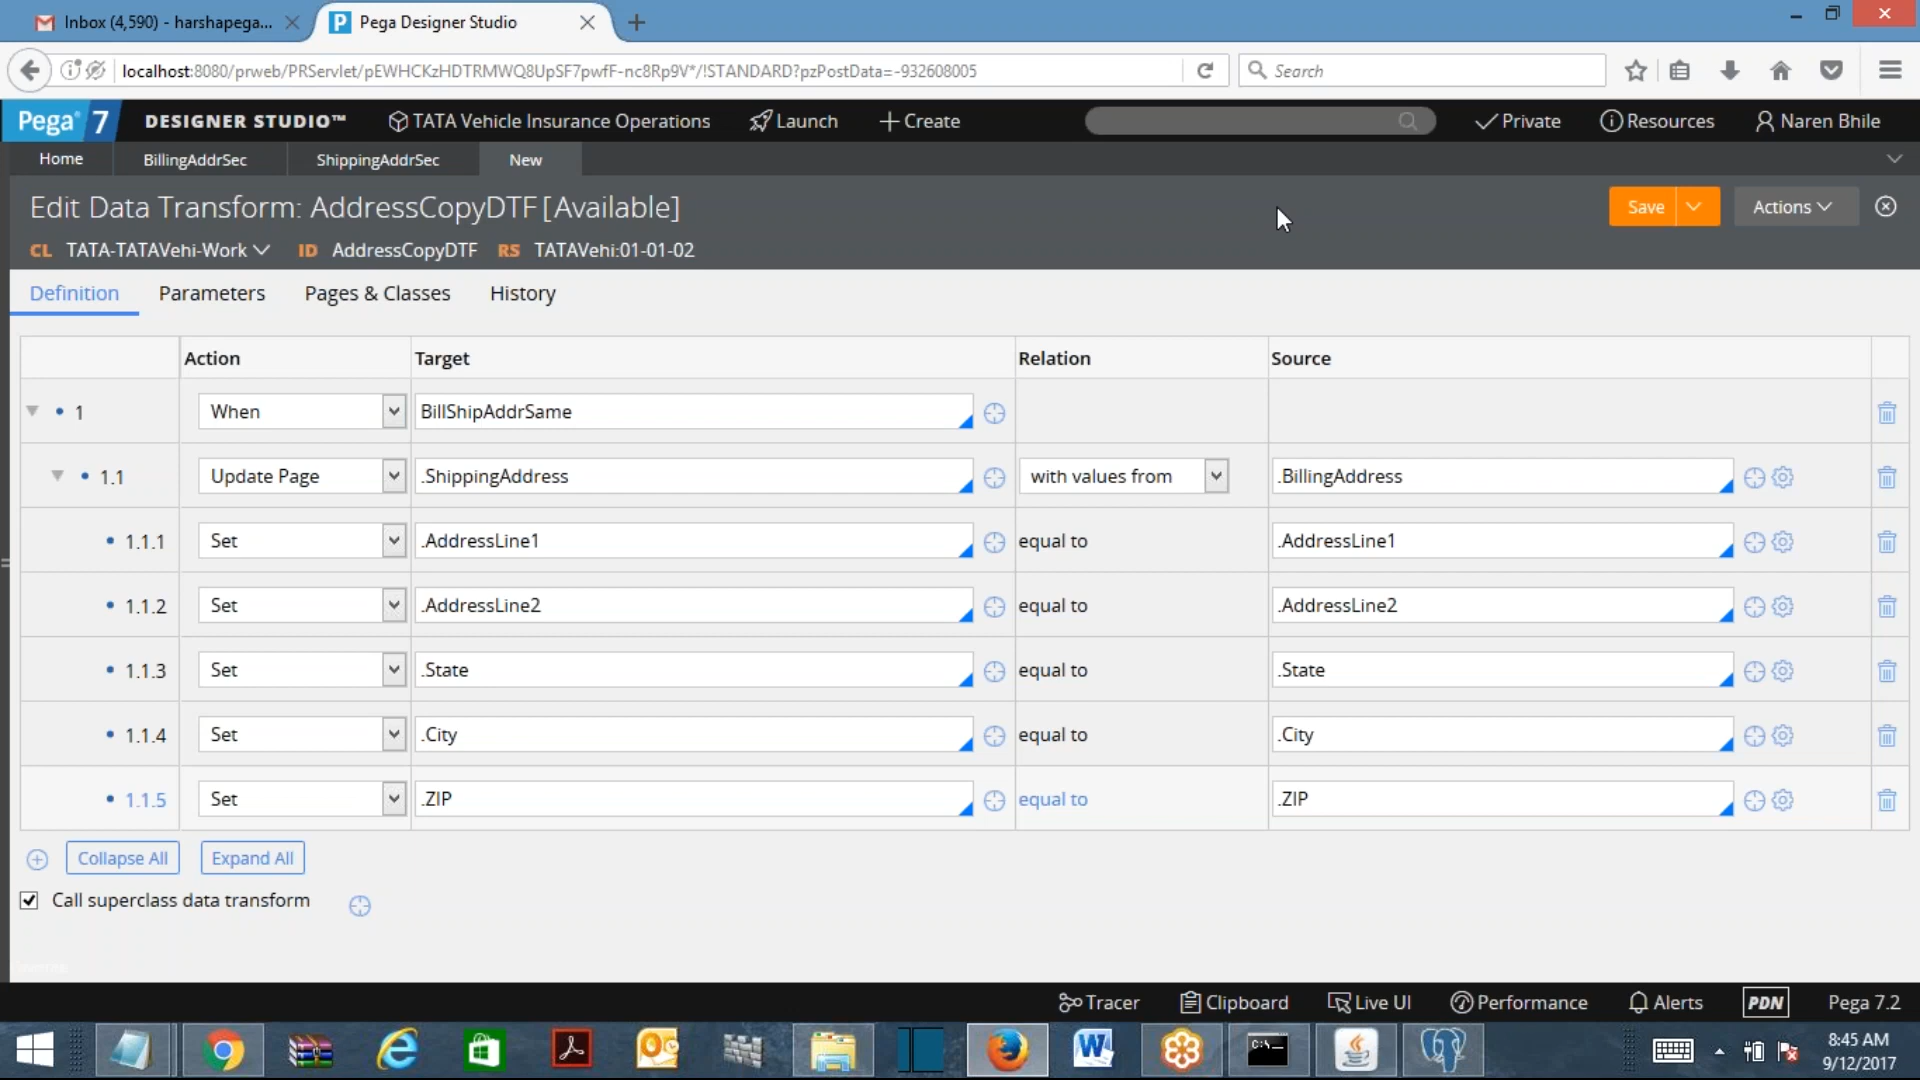 Inbox (4,590) - harshapega...
Pega Designer Studio
localhost:8080/prweb/PRServlet/pEWHCKzHDTRMWQ8UpSF7pwfF-nc8Rp9V*/!STANDARD?pzPostData=-932608005
Search
Pega 7
DESIGNER STUDIO™
TATA Vehicle Insurance Operations
Launch
Create
Private
Resources
Naren Bhile
Home
BillingAddrSec
ShippingAddrSec
New
Edit Data Transform: AddressCopyDTF [Available]
Save
Actions
CL TATA-TATAVehi-Work ID AddressCopyDTF RS TATAVehi:01-01-02
Definition
Parameters
Pages & Classes
History
Action Target Relation Source
1 When BillShipAddrSame
1.1 Update Page .ShippingAddress with values from .BillingAddress
1.1.1 Set .AddressLine1 equal to .AddressLine1
1.1.2 Set .AddressLine2 equal to .AddressLine2
1.1.3 Set .State equal to .State
1.1.4 Set .City equal to .City
1.1.5 Set .ZIP equal to .ZIP
Collapse All
Expand All
Call superclass data transform
Tracer
Clipboard
Live UI
Performance
Alerts
PDN
Pega 7.2
8:45 AM
9/12/2017